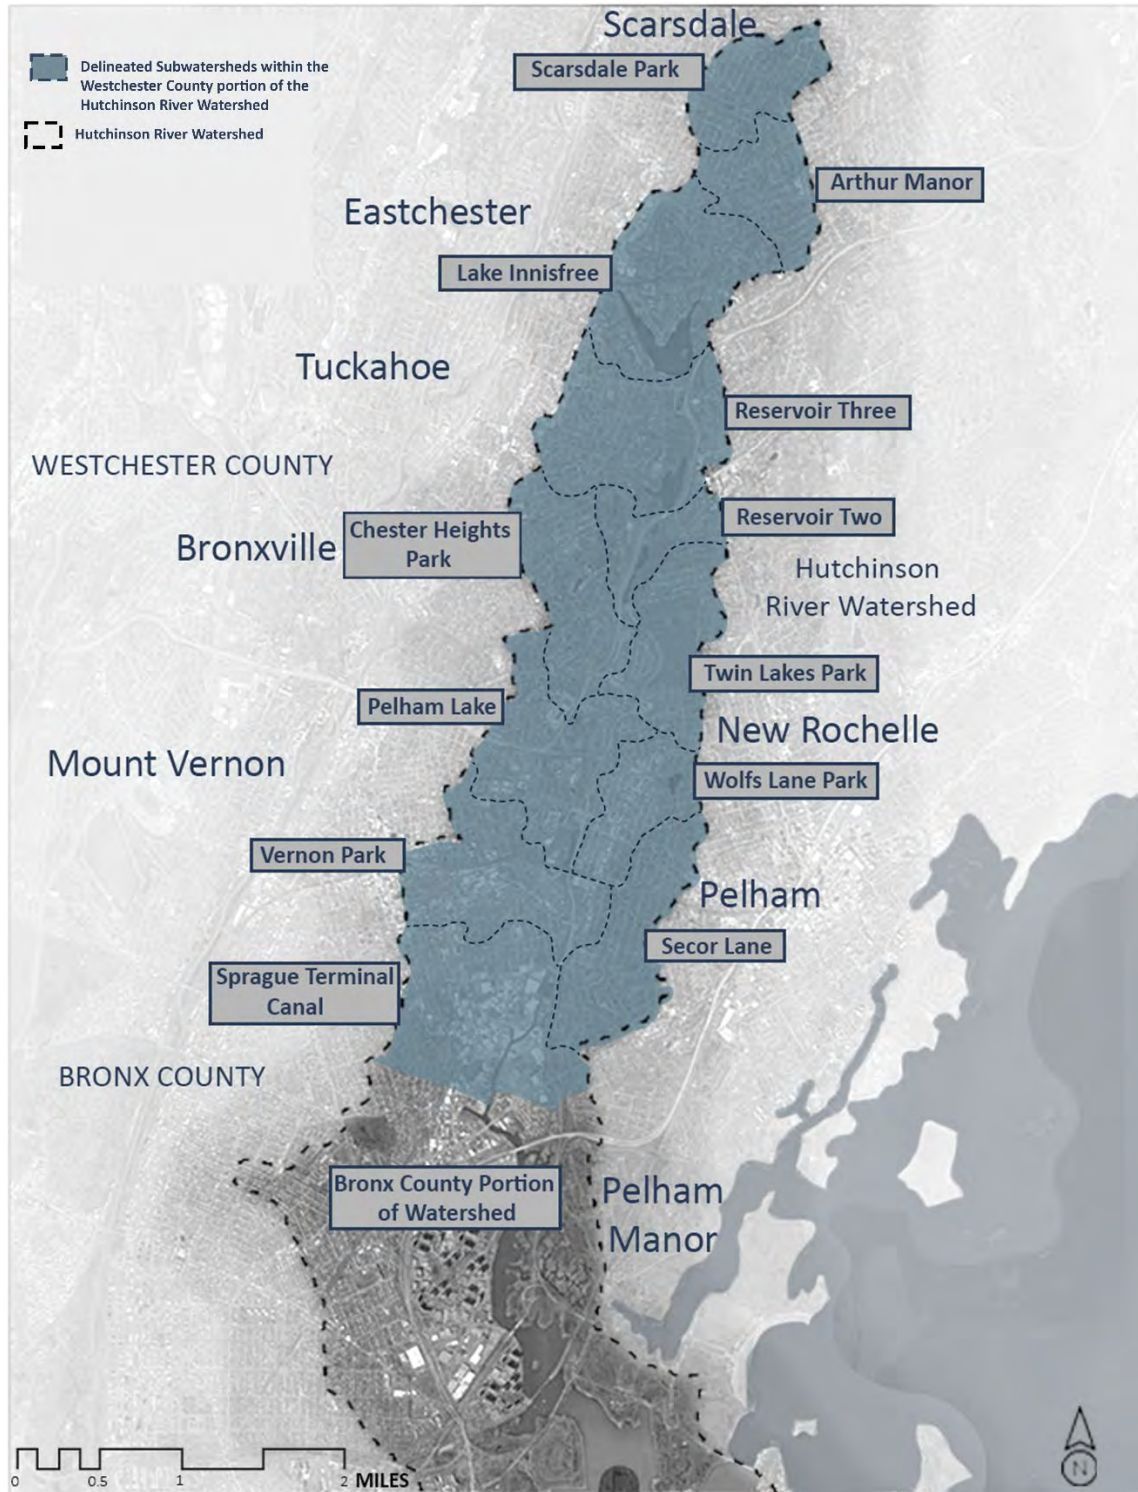 Scarsdale
Delineated Subwatersheds within the
Westchester County portion of the
Hutchinson River Watershed
Hutchinson River Watershed
Scarsdale Park
Arthur Manor
Eastchester
Lake Innisfree
Tuckahoe
Reservoir Three
WESTCHESTER COUNTY
Reservoir Two
Chester Heights
Park
Bronxville
Hutchinson
River Watershed
Twin Lakes Park
Pelham Lake
New Rochelle
Mount Vernon
Wolfs Lane Park
Vernon Park
Pelham
Secor Lane
Sprague Terminal
Canal
BRONX COUNTY
Bronx County Portion
of Watershed
Pelham
Manor
N
0 0.5 1 2 MILES